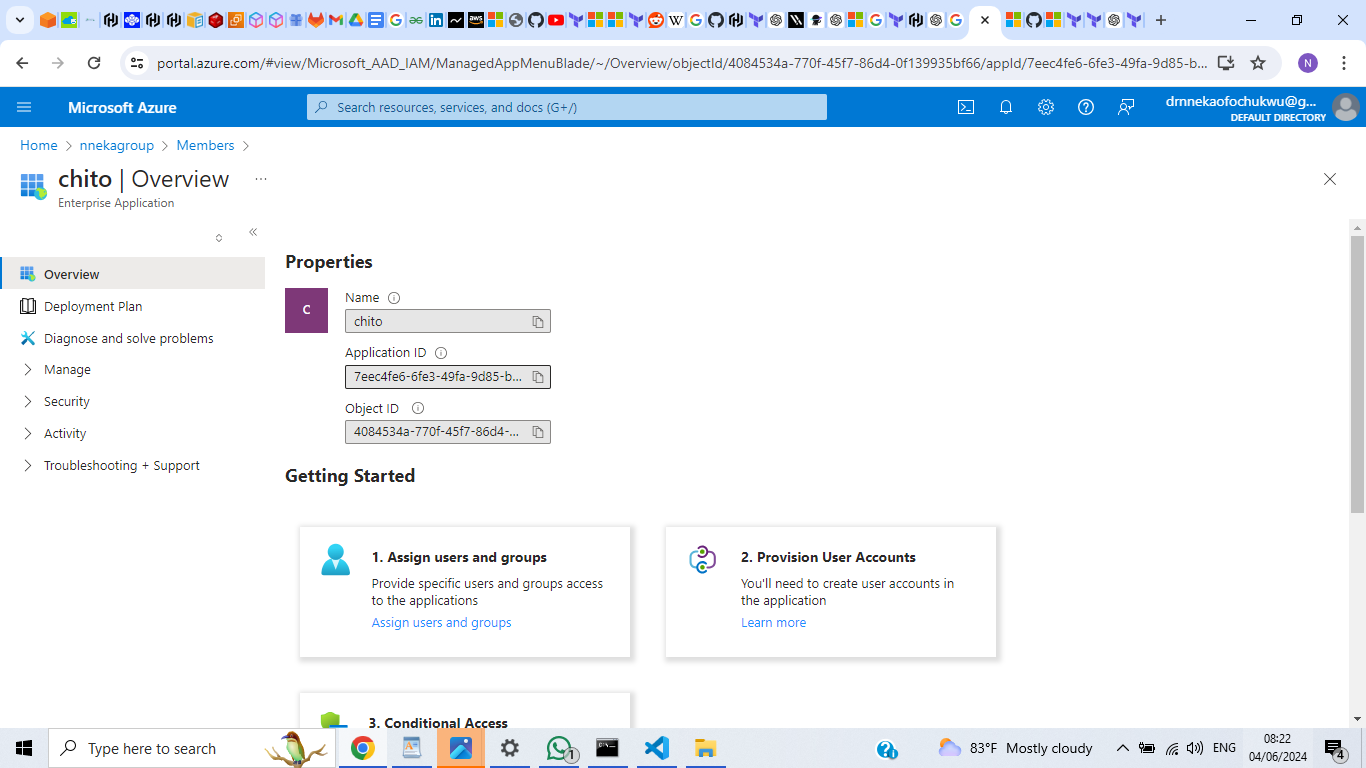 portal.azure.com/#view/Microsoft_AAD_IAM/ManagedAppMenuBlade/~/Overview/objectId/4084534a-770f-45f7-86d4-0f139935bf66/appId/7eec4fe6-6fe3-49fa-9d85-b...
N
Microsoft Azure
Search resources, services, and docs (G+/)
drnnekaofochukwu@g...
DEFAULT DIRECTORY
Home > nnekagroup > Members >
chito | Overview ...
Enterprise Application
Overview
Deployment Plan
Diagnose and solve problems
Manage
Security
Activity
Troubleshooting + Support
Properties
C
Name
chito
Application ID
7eec4fe6-6fe3-49fa-9d85-b...
Object ID
4084534a-770f-45f7-86d4-...
Getting Started
1. Assign users and groups
Provide specific users and groups access
to the applications
Assign users and groups
2. Provision User Accounts
You'll need to create user accounts in
the application
Learn more
3. Conditional Access
Type here to search
1
83°F Mostly cloudy
ENG
08:22
04/06/2024
4